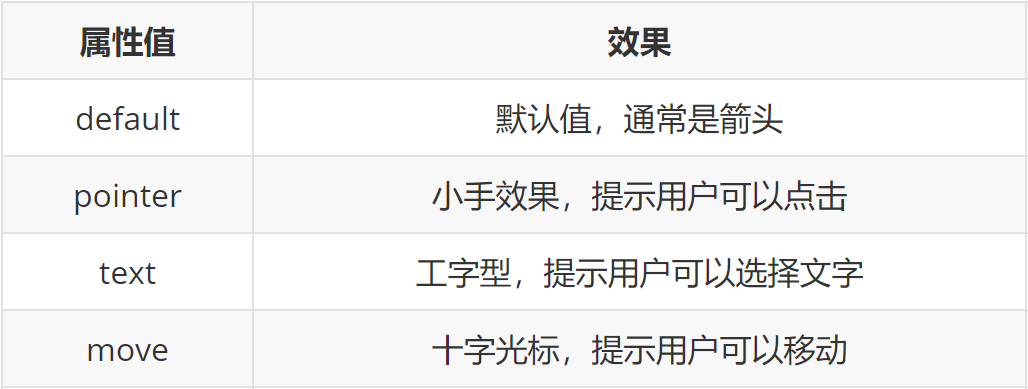 属性值 效果
default 默认值，通常是箭头
pointer 小手效果，提示用户可以点击
text 工字型，提示用户可以选择文字
move 十字光标，提示用户可以移动